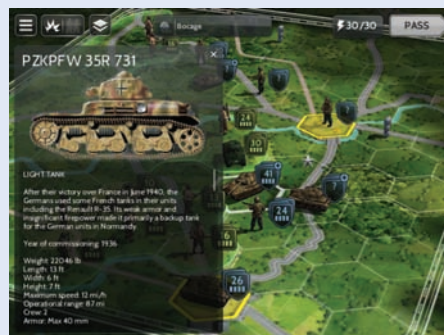 Bocage
30/30
PASS
PZKPFW 35R 731
LIGHT TANK
After their victory over France in June 1940, the
Germans used some French tanks in their units
including the Renault R-35. Its weak armor and
insignificant firepower made it primarily a backup tank
for the German units in Normandy.
Year of commissioning: 1936
Weight: 22046 lb
Length: 13 ft
Width: 6 ft
Height: 7 ft
Maximum speed: 12 mi/h
Operational range: 87 mi
Crew 2
Armor: Max 40 mm
24
30
41
24
26